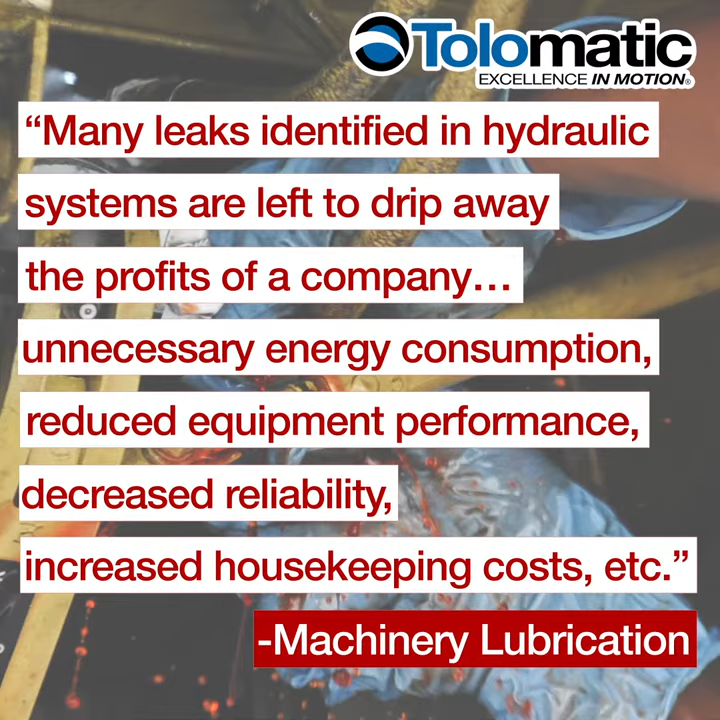 Tolomatic
EXCELLENCE IN MOTION®
“Many leaks identified in hydraulic
systems are left to drip away
the profits of a company…
unnecessary energy consumption,
reduced equipment performance,
decreased reliability,
increased housekeeping costs, etc.”
-Machinery Lubrication